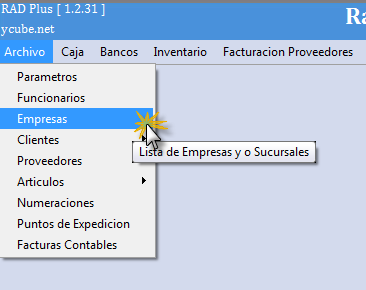 RAD Plus [ 1.2.31 ]
ycube.net
Ra
Archivo Caja Bancos Inventario Facturacion Proveedores
Parametros
Funcionarios
Empresas
Clientes
Lista de Empresas y o Sucursales
Proveedores
Articulos
Numeraciones
Puntos de Expedicion
Facturas Contables